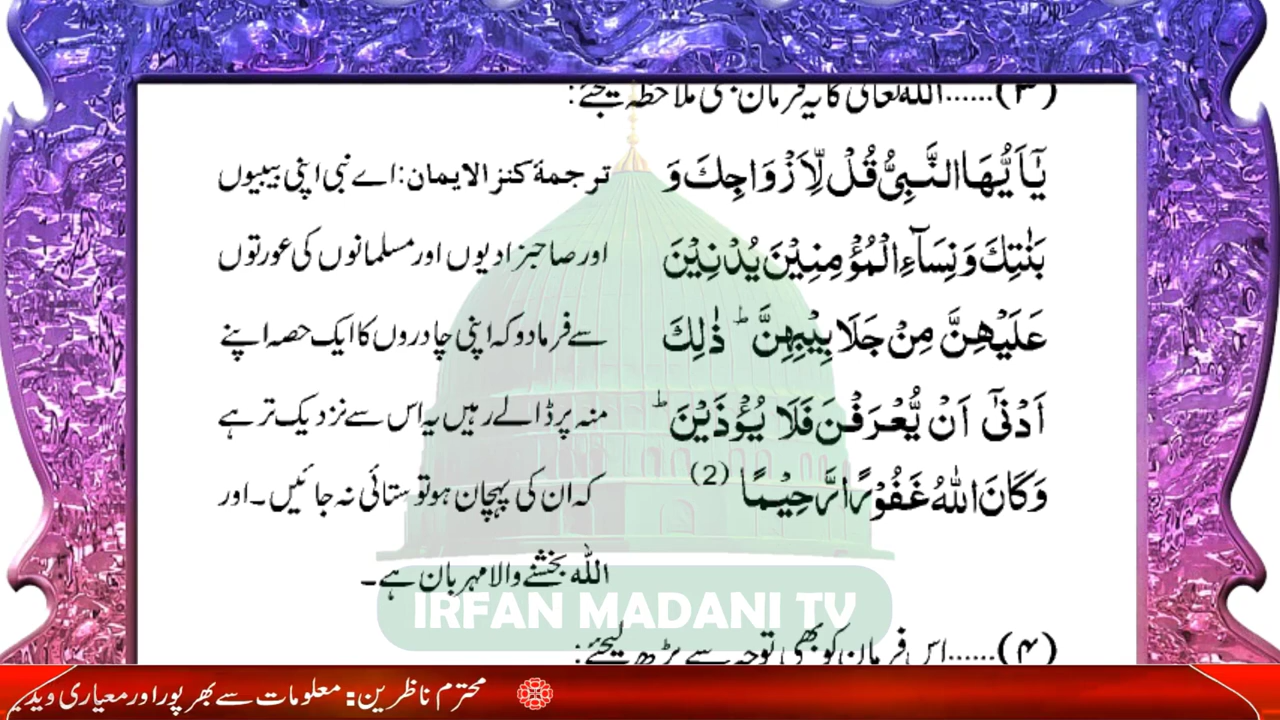 (۳)......اللہ تعالیٰ کا یہ فرمان بھی ملاحظہ کیجئے:
يٰۤاَيُّهَا النَّبِىُّ قُلْ لِّاَزْوَاجِكَ وَ
بَنٰتِكَ وَنِسَآءِ الْمُؤْمِنِيْنَ يُدْنِيْنَ
عَلَيْهِنَّ مِنْ جَلَابِيْبِهِنَّ ؕ ذٰلِكَ
اَدْنٰۤى اَنْ يُّعْرَفْنَ فَلَا يُؤْذَيْنَ ؕ
وَكَانَ اللّٰهُ غَفُوْرًا رَّحِيْمًا (2)
ترجمۂ کنز الایمان: اے نبی اپنی بیبیوں
اور صاحبزادیوں اور مسلمانوں کی عورتوں
سے فرما دو کہ اپنی چادروں کا ایک حصہ اپنے
منہ پر ڈالے رہیں یہ اس سے نزدیک تر ہے
کہ ان کی پہچان ہو تو ستائی نہ جائیں۔ اور
اللہ بخشنے والا مہربان ہے۔
IRFAN MADANI TV
(۴)......اس فرمان کو بھی توجہ سے پڑھ لیجئے:
محترم ناظرین: معلومات سے بھرپور اور معیاری